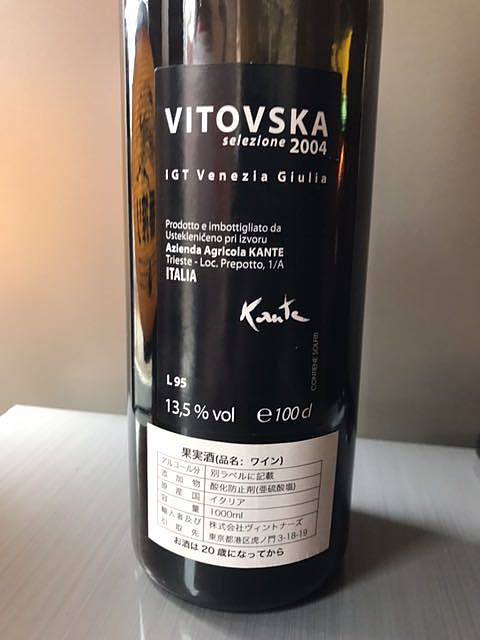 VITOVSKA
selezione 2004
IGT Venezia Giulia
Prodotto e imbottigliato da
Ustekleničeno pri izvoru
Azienda Agricola KANTE
Trieste - Loc. Prepotto, 1/A
ITALIA
Kante
CONTIENE SOLFITI
L 95
13,5 % vol e 100 cl
果実酒(品名: ワイン)
アルコール分 別ラベルに記載
添加物 酸化防止剤(亜硫酸塩)
原産国 イタリア
容量 1000ml
輸入者及び 株式会社ヴィントナーズ
引取先 東京都港区虎ノ門3-18-19
お酒は20歳になってから